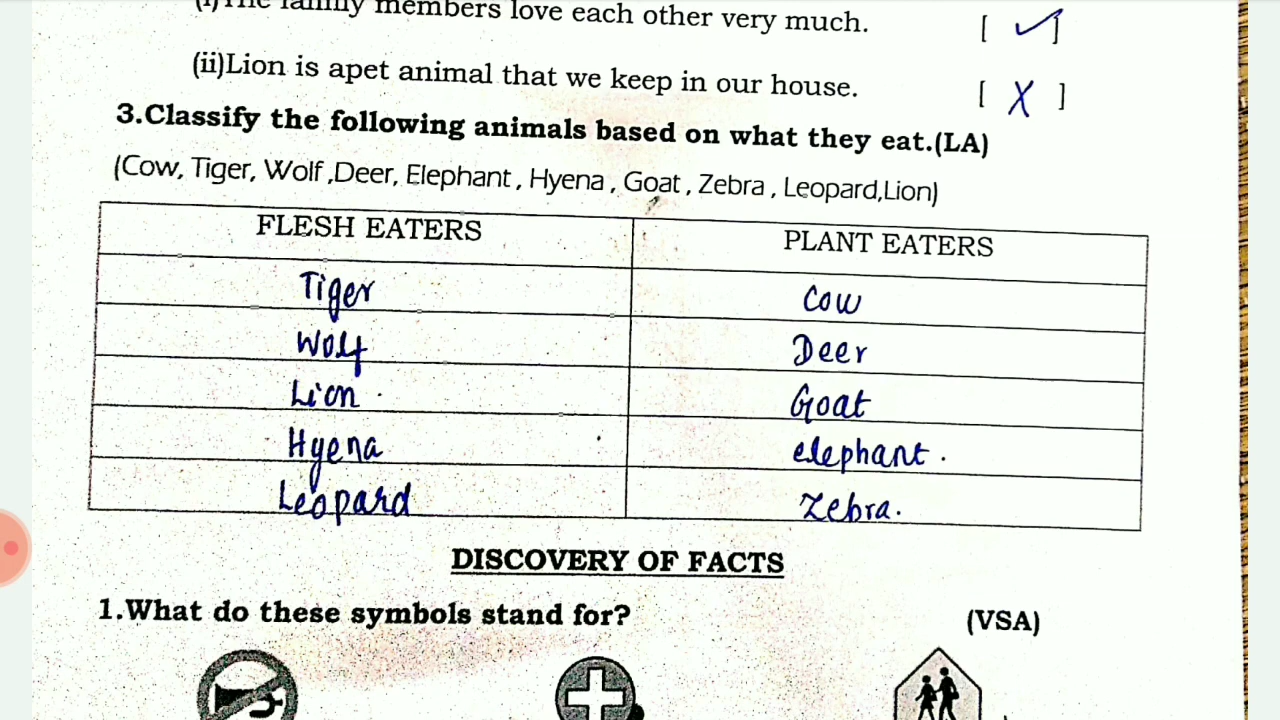 (i)The family members love each other very much. [ ✓ ]
(ii)Lion is apet animal that we keep in our house. [ X ]
3.Classify the following animals based on what they eat.(LA)
(Cow, Tiger, Wolf ,Deer, Elephant , Hyena , Goat , Zebra , Leopard,Lion)
FLESH EATERS PLANT EATERS
Tiger Cow
Wolf Deer
Lion . Goat
Hyena elephant .
Leopard Zebra.
DISCOVERY OF FACTS
1.What do these symbols stand for? (VSA)